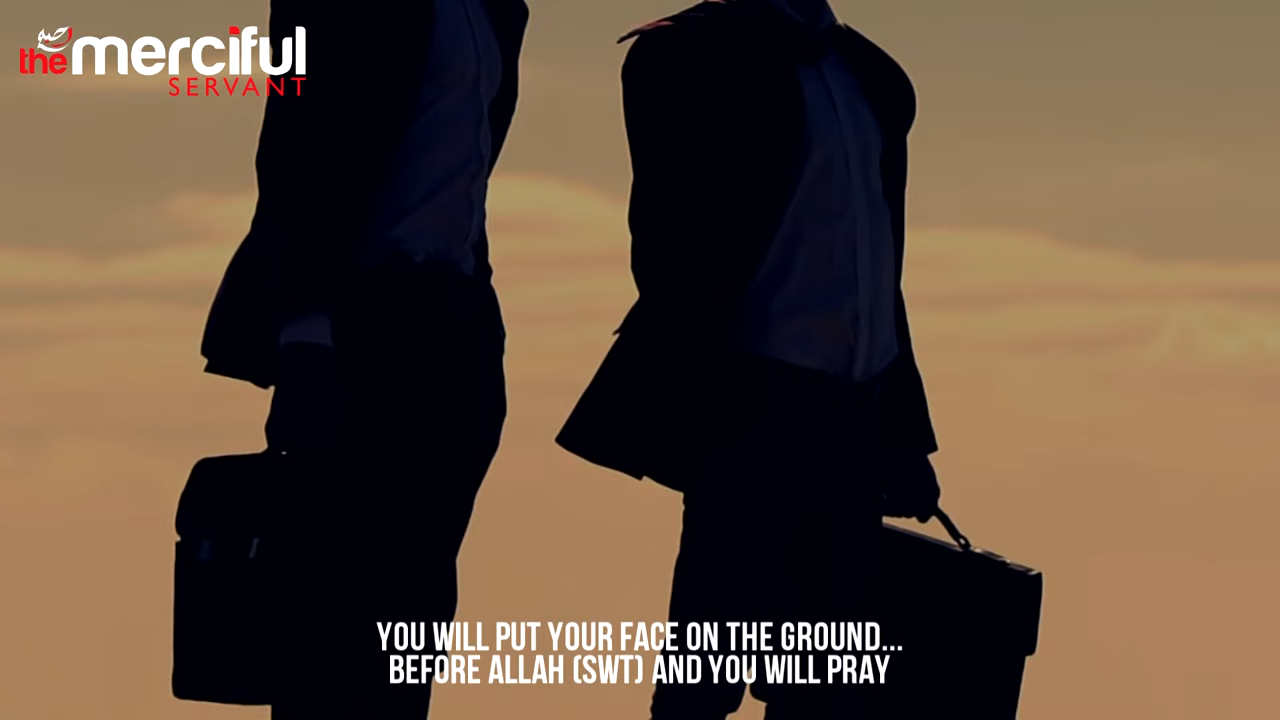 the merciful
SERVANT
YOU WILL PUT YOUR FACE ON THE GROUND...
BEFORE ALLAH (SWT) AND YOU WILL PRAY